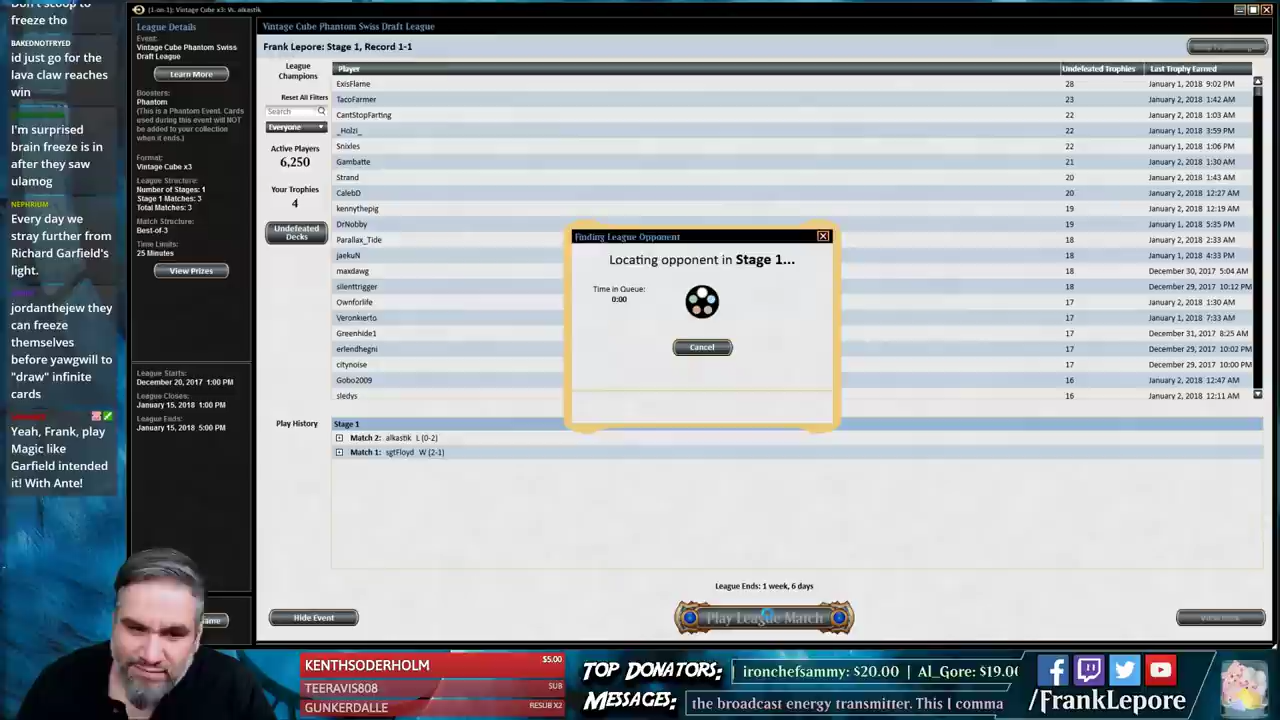 Don't scoop to
freeze tho
BAKEDNOTFRYED
id just go for the
lotus claw reaches
win
I'm surprised
brain freeze is in
after they saw
ulamog
NEPHRIUM
Every day we
stray further from
Richard Garfield's
light.
jordanthejew they
can freeze
themselves
before yawgwill to
"draw" infinite
cards
Yeah, Frank, play
Magic like
Garfield intended
it! With Ante!
(1-on-1) Vintage Cube x3: Vs. alkastik
League Details
Event:
Vintage Cube Phantom Swiss
Draft League
Learn More
Boosters:
Phantom
(This is a Phantom Event. Cards
used during this event will NOT
be added to your collection
when it ends.)
Format:
Vintage Cube x3
League Structure:
Number of Stages: 1
Stage 1 Matches: 3
Total Matches: 3
Match Structure:
Best-of-3
Time Limits:
25 Minutes
View Prizes
League Starts:
December 20, 2017 1:00 PM
League Closes:
January 15, 2018 1:00 PM
League Ends:
January 15, 2018 5:00 PM
Vintage Cube Phantom Swiss Draft League
Frank Lepore: Stage 1, Record 1-1
League
Champions
Reset All Filters
Search
Everyone
Active Players
6,250
Your Trophies
4
Undefeated
Decks
Player Undefeated Trophies Last Trophy Earned
ExisFlame 28 January 1, 2018 9:02 PM
TacoFarmer 23 January 2, 2018 1:42 AM
CantStopFarting 22 January 2, 2018 1:03 AM
_Holzi_ 22 January 1, 2018 3:59 PM
Snixles 22 January 1, 2018 1:06 PM
Gambatte 21 January 2, 2018 1:30 AM
Strand 20 January 2, 2018 1:43 AM
CalebD 20 January 2, 2018 12:27 AM
kennythepig 19 January 2, 2018 12:19 AM
DrNobby 19 January 1, 2018 5:35 PM
Parallax_Tide 18 January 2, 2018 2:33 AM
jaekuN 18 January 1, 2018 4:33 PM
maxdawg 18 December 30, 2017 5:04 AM
silenttrigger 18 December 29, 2017 10:12 PM
Ownforlife 17 January 2, 2018 1:30 AM
Veronkierto 17 January 1, 2018 7:33 AM
Greenhide1 17 December 31, 2017 8:25 AM
erlendhegni 17 December 29, 2017 10:02 PM
citynoise 17 December 29, 2017 10:00 PM
Gobo2009 16 January 2, 2018 12:47 AM
sledys 16 January 2, 2018 12:11 AM
Finding League Opponent
Locating opponent in Stage 1...
Time in Queue:
0:00
Cancel
Play History
Stage 1
Match 2: alkastik L (0-2)
Match 1: sgtFloyd W (2-1)
League Ends: 1 week, 6 days
Hide Event
Play League Match
KENTHSODERHOLM $5.00
TEERAVIS808 SUB
GUNKERDALLE RESUB X2
TOP DONATORS: ironchefsammy: $20.00 | Al_Gore: $19.06
MESSAGES: the broadcast energy transmitter. This I comma
/FrankLepore